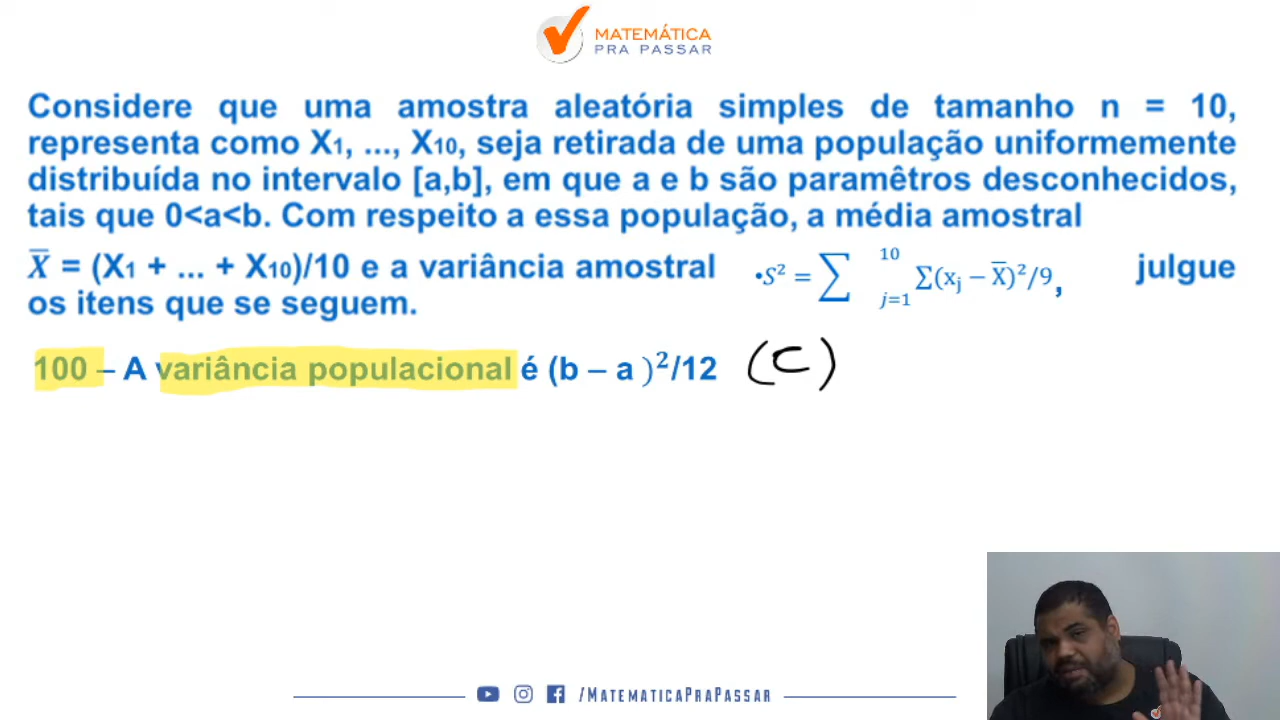 MATEMÁTICA
PRA PASSAR
Considere que uma amostra aleatória simples de tamanho n = 10,
representa como X1, ..., X10, seja retirada de uma população uniformemente
distribuída no intervalo [a,b], em que a e b são paramêtros desconhecidos,
tais que 0<a<b. Com respeito a essa população, a média amostral
X̅ = (X1 + ... + X10)/10 e a variância amostral •S² = ∑ 10 j=1 ∑(xj − X̅)²/9, julgue
os itens que se seguem.
100 – A variância populacional é (b – a )²/12 (C)
/MATEMATICAPRAPASSAR